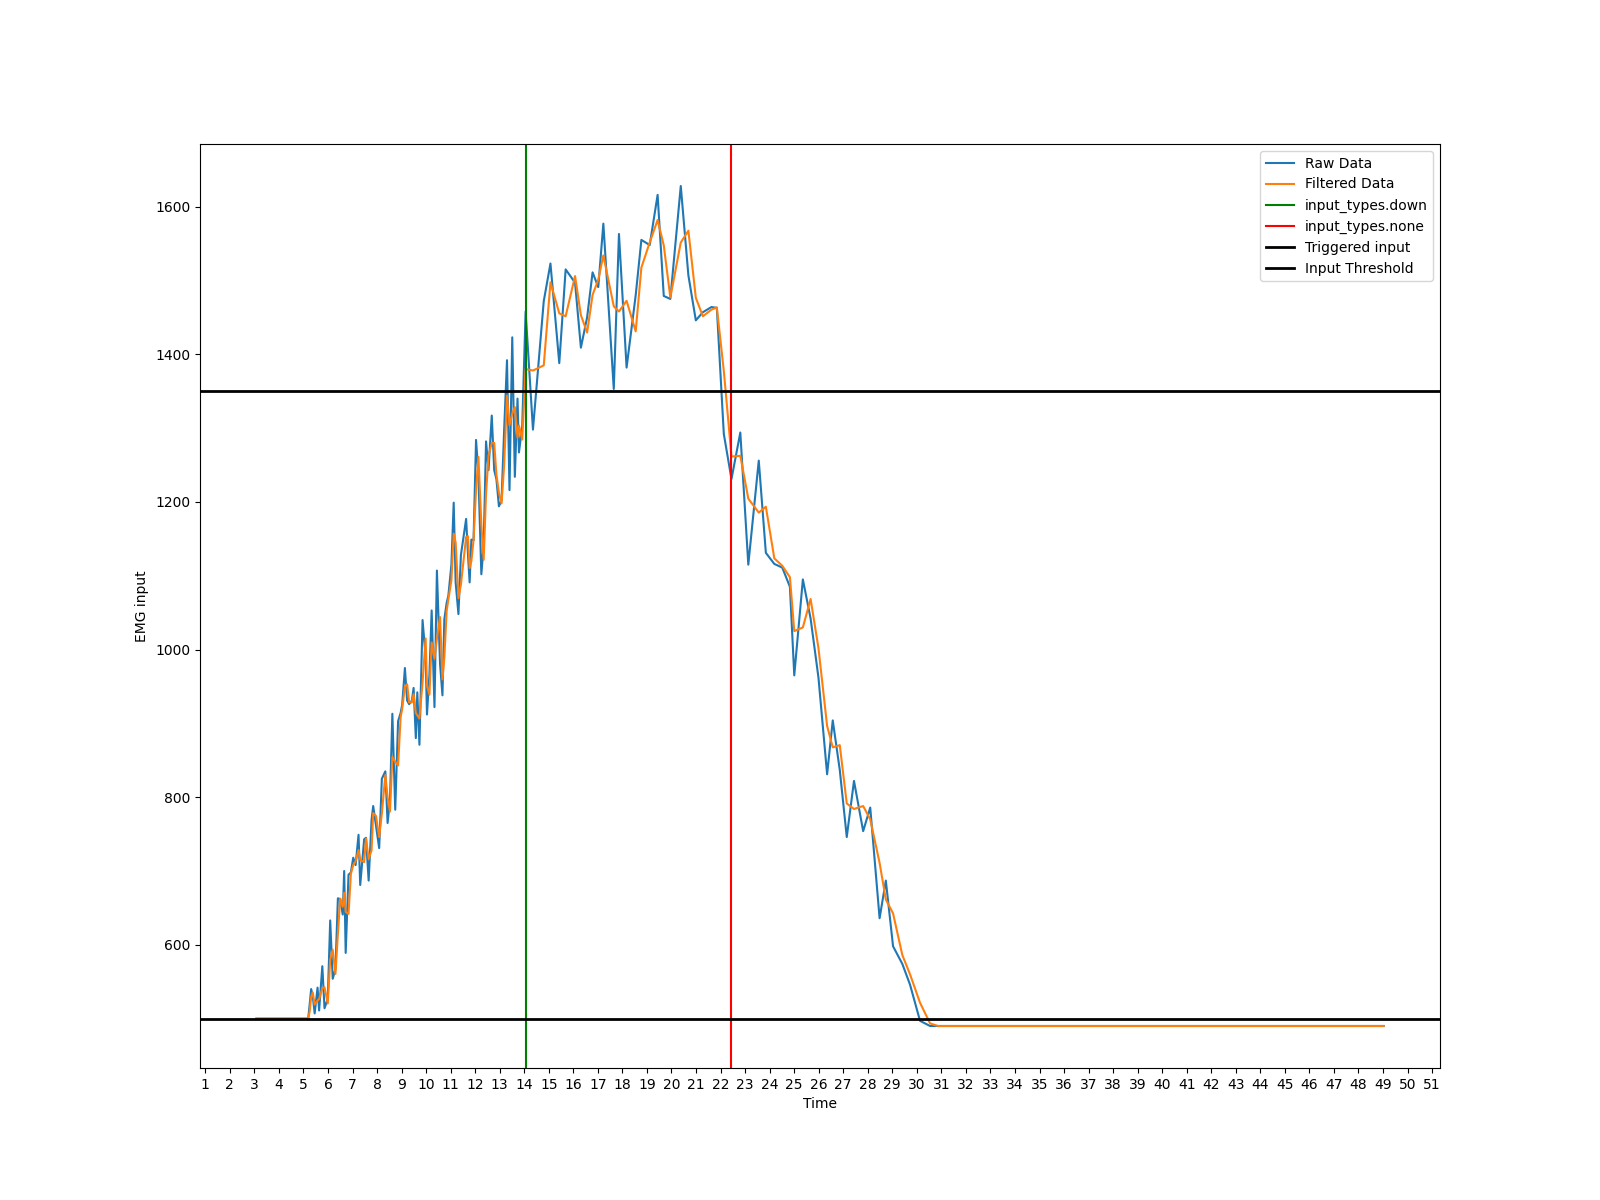 Raw Data
Filtered Data
input_types.down
input_types.none
Triggered input
Input Threshold
1600
1400
1200
1000
800
600
EMG input
1 2 3 4 5 6 7 8 9 10 11 12 13 14 15 16 17 18 19 20 21 22 23 24 25 26 27 28 29 30 31 32 33 34 35 36 37 38 39 40 41 42 43 44 45 46 47 48 49 50 51
Time